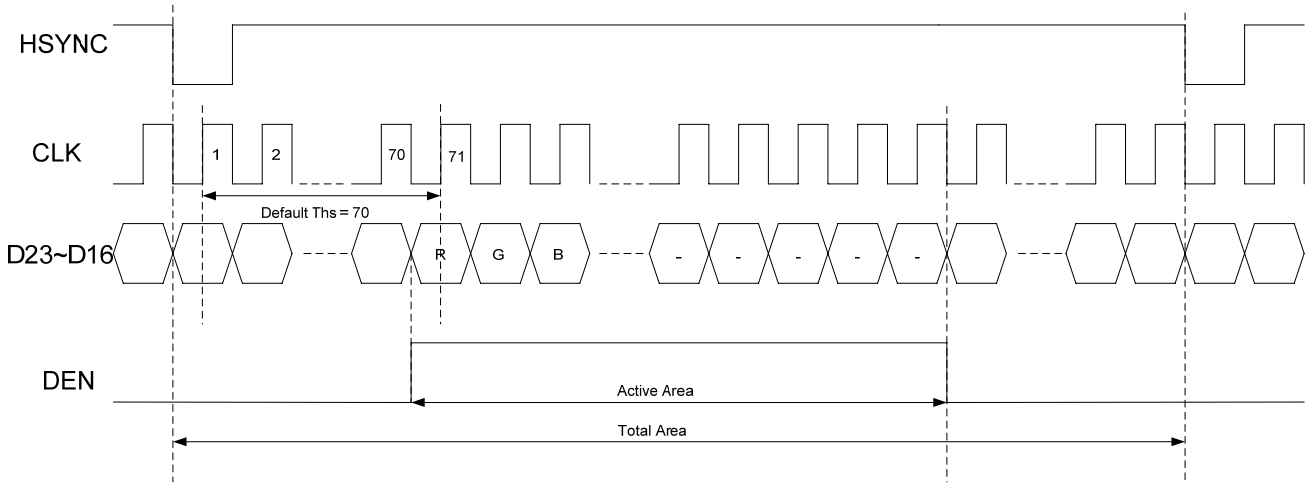 HSYNC
CLK
1 2 70 71
Default Ths = 70
D23~D16
R G B - - - - -
DEN
Active Area
Total Area